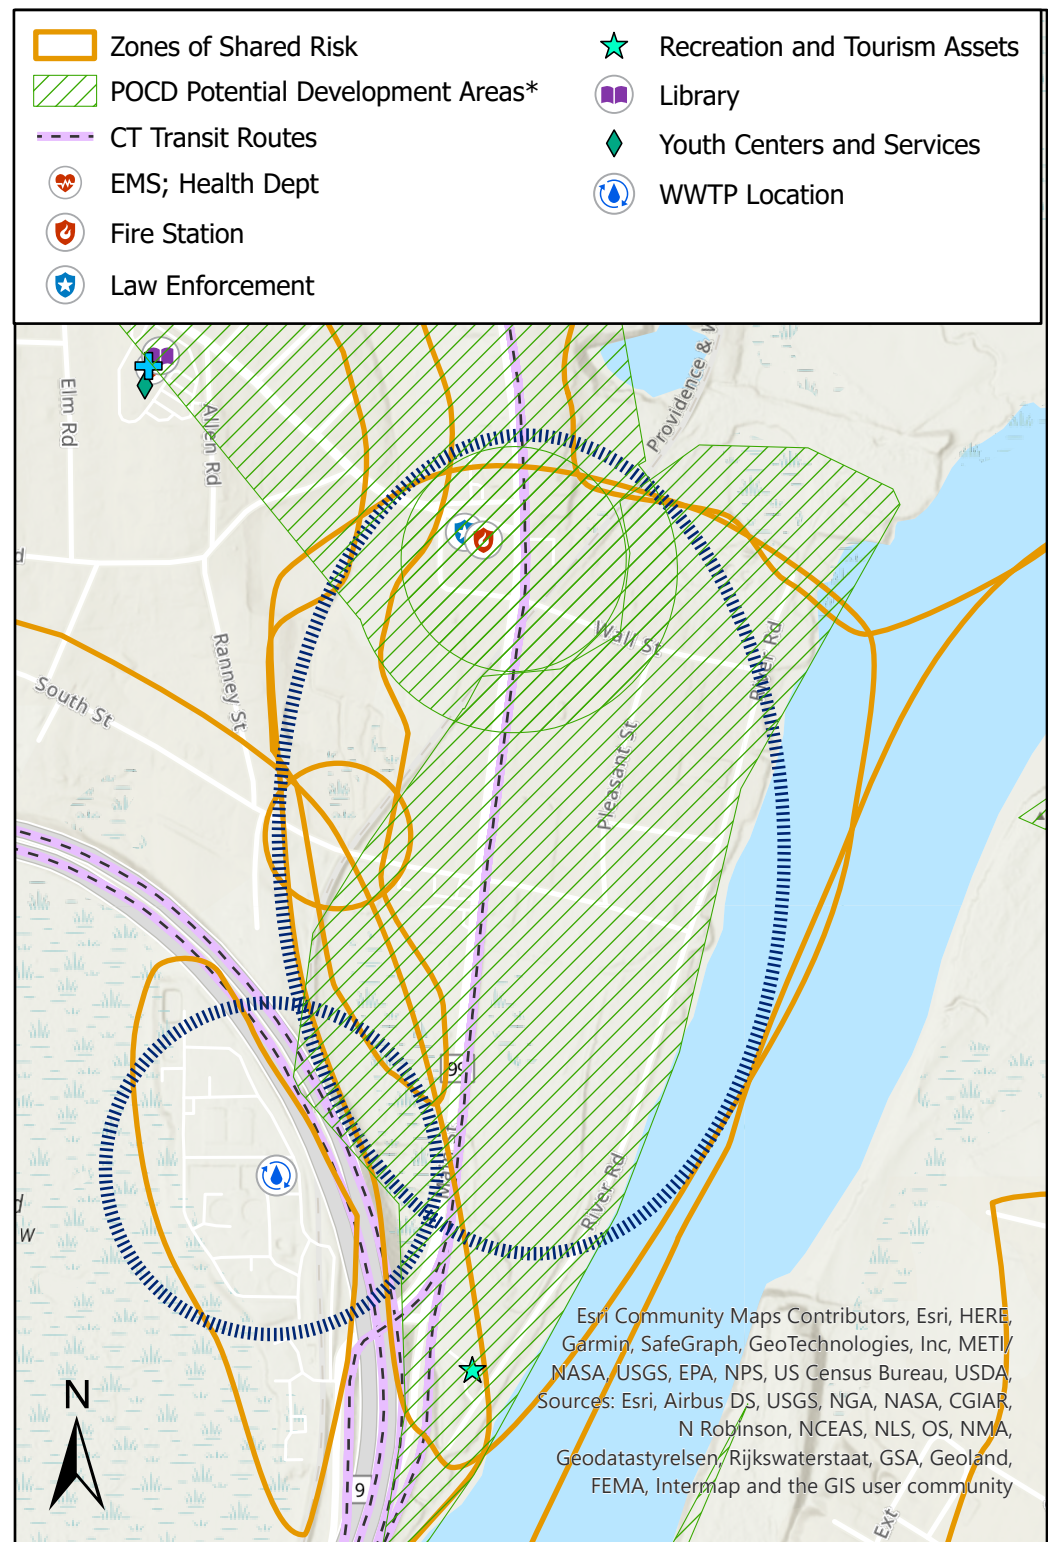 Zones of Shared Risk
POCD Potential Development Areas*
CT Transit Routes
EMS; Health Dept
Fire Station
Law Enforcement
Recreation and Tourism Assets
Library
Youth Centers and Services
WWTP Location
Providence &
Elm Rd
Allen Rd
d
Wall St
River Rd
Ranney St
South St
Pleasant St
99
Main St
River Rd
d
w
Esri Community Maps Contributors, Esri, HERE,
Garmin, SafeGraph, GeoTechnologies, Inc, METI/
NASA, USGS, EPA, NPS, US Census Bureau, USDA,
Sources: Esri, Airbus DS, USGS, NGA, NASA, CGIAR,
N Robinson, NCEAS, NLS, OS, NMA,
Geodatastyrelsen, Rijkswaterstaat, GSA, Geoland,
FEMA, Intermap and the GIS user community
N
9
Ext